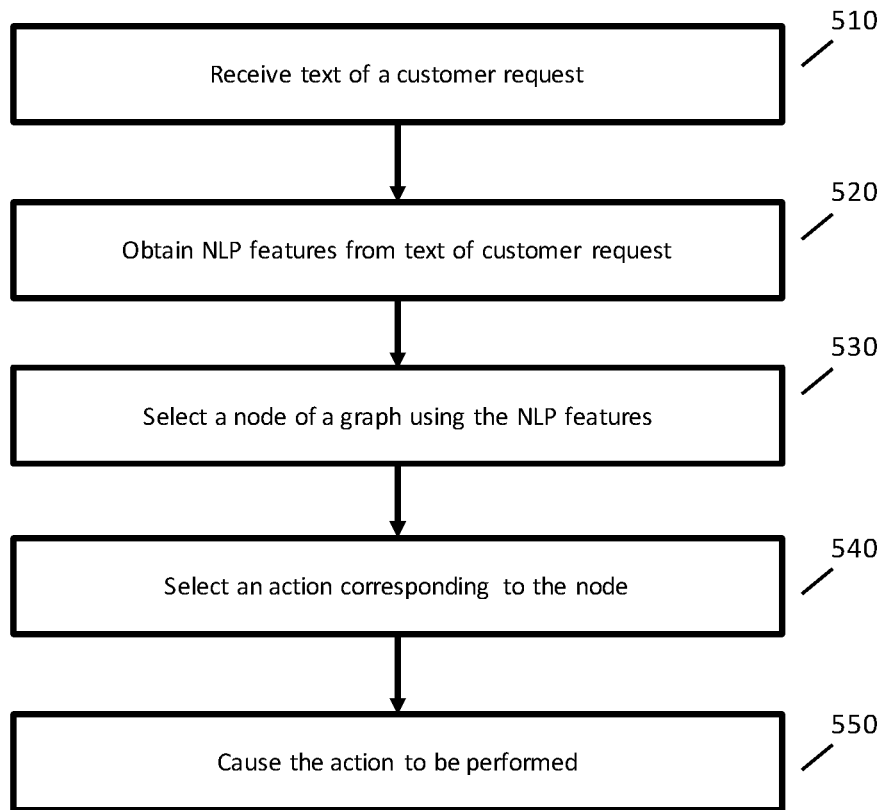 510
Receive text of a customer request
520
Obtain NLP features from text of customer request
530
Select a node of a graph using the NLP features
540
Select an action corresponding to the node
550
Cause the action to be performed